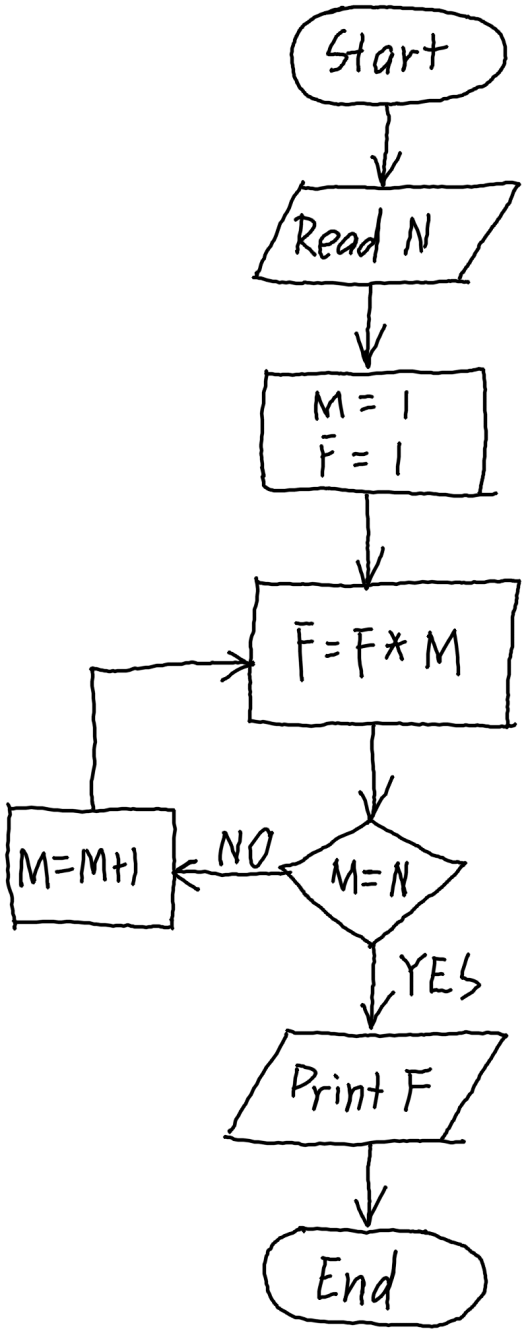 Start
Read N
M = 1
F = 1
F = F * M
M = N
NO
M = M + 1
YES
Print F
End